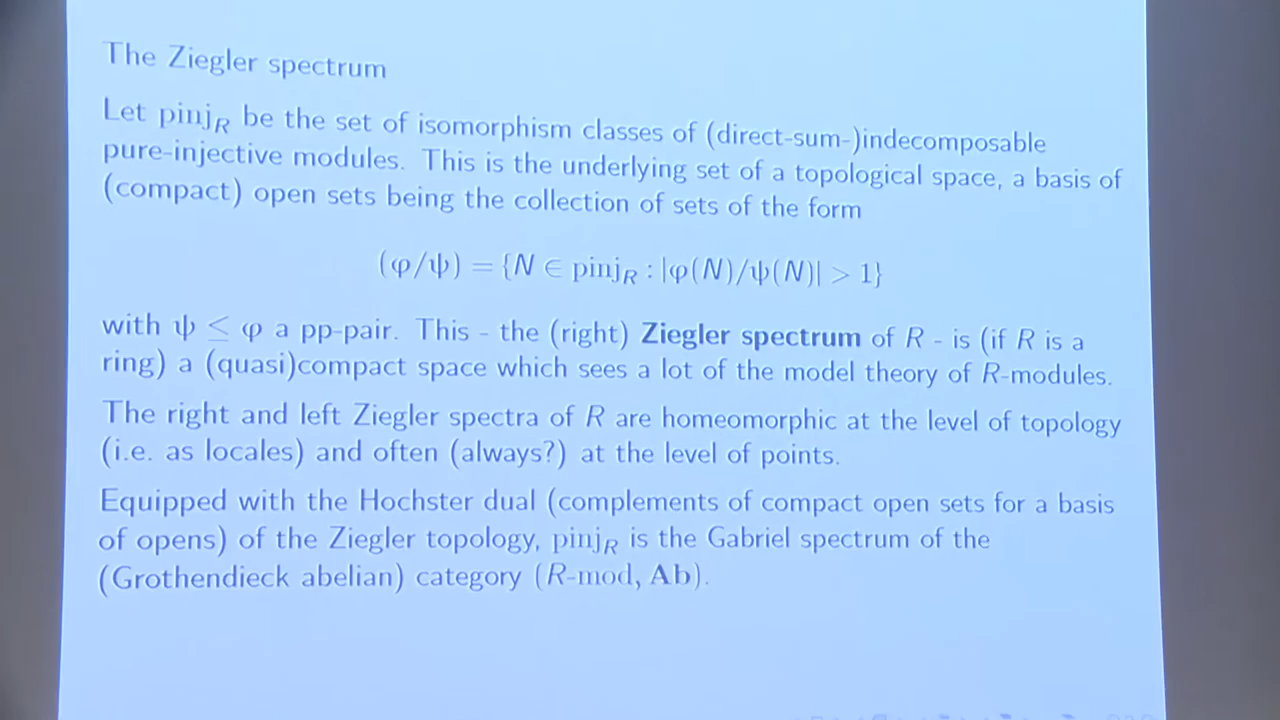 The Ziegler spectrum
Let pinj_R be the set of isomorphism classes of (direct-sum-)indecomposable
pure-injective modules. This is the underlying set of a topological space, a basis of
(compact) open sets being the collection of sets of the form
(φ/ψ) = {N ∈ pinj_R : |φ(N)/ψ(N)| > 1}
with ψ ≤ φ a pp-pair. This - the (right) Ziegler spectrum of R - is (if R is a
ring) a (quasi)compact space which sees a lot of the model theory of R-modules.
The right and left Ziegler spectra of R are homeomorphic at the level of topology
(i.e. as locales) and often (always?) at the level of points.
Equipped with the Hochster dual (complements of compact open sets for a basis
of opens) of the Ziegler topology, pinj_R is the Gabriel spectrum of the
(Grothendieck abelian) category (R-mod, Ab).